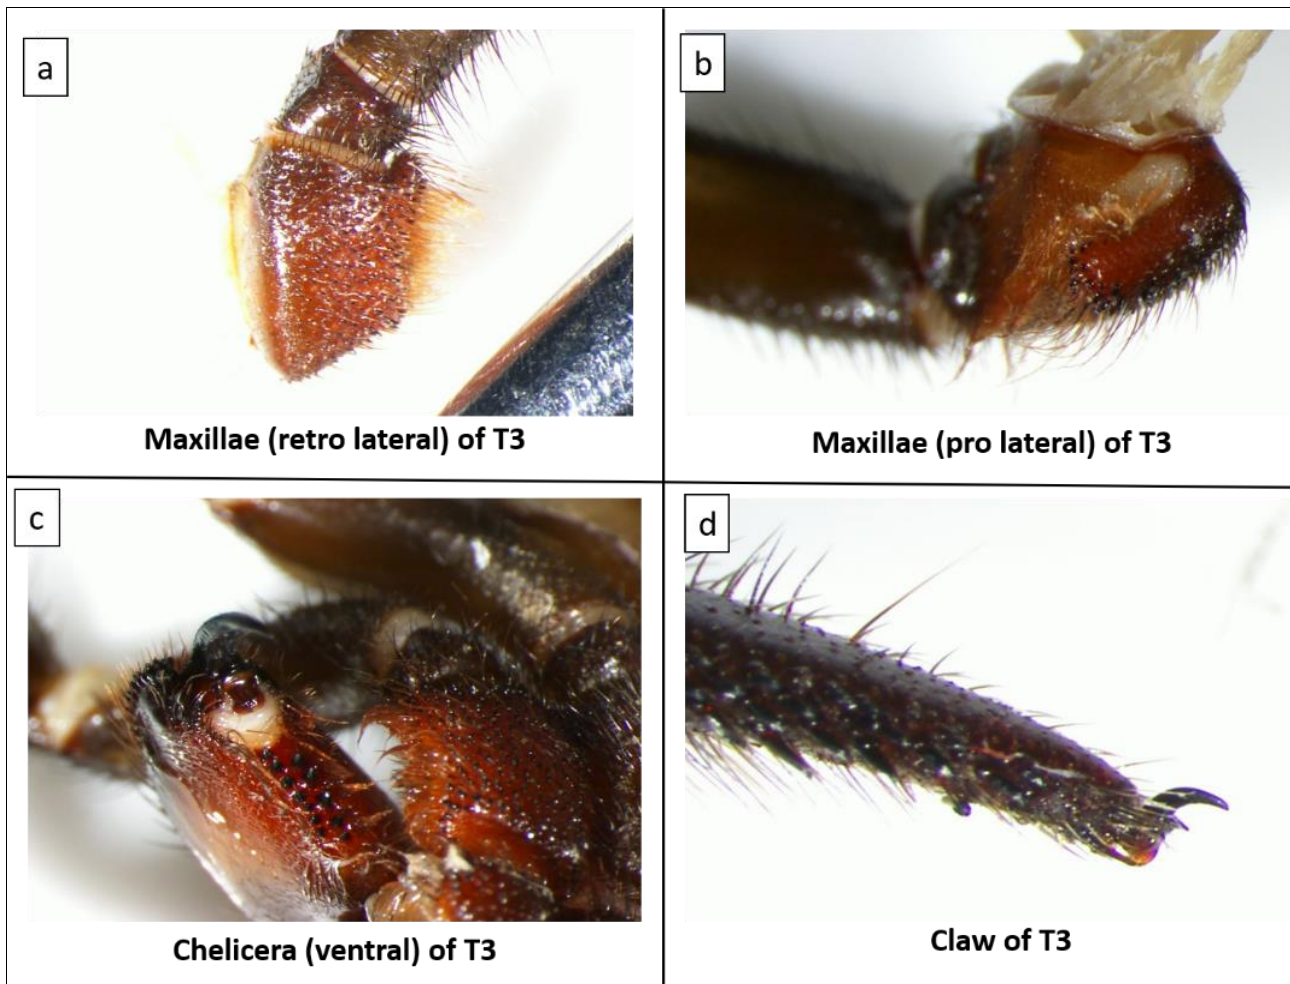 a
b
Maxillae (retro lateral) of T3
Maxillae (pro lateral) of T3
c
d
Chelicera (ventral) of T3
Claw of T3